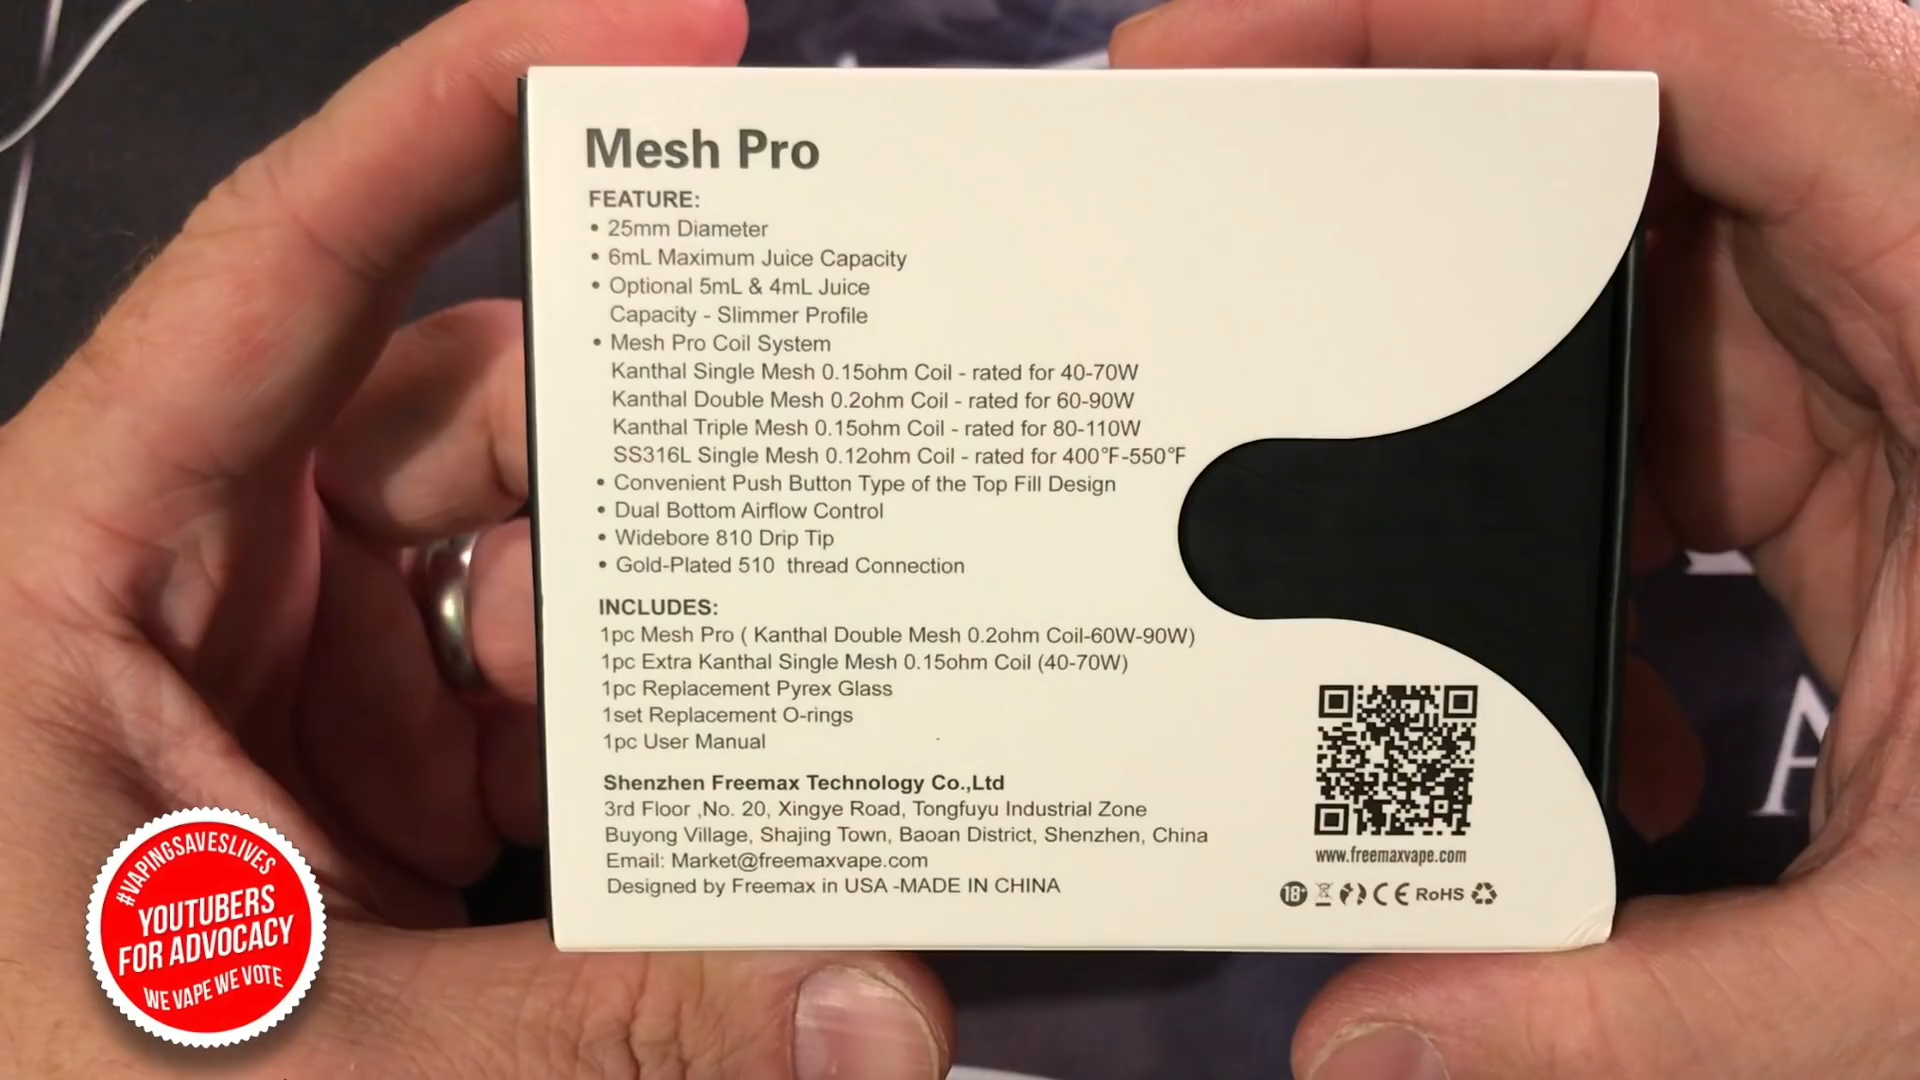 Mesh Pro
FEATURE:
• 25mm Diameter
• 6mL Maximum Juice Capacity
• Optional 5mL & 4mL Juice
Capacity - Slimmer Profile
• Mesh Pro Coil System
Kanthal Single Mesh 0.15ohm Coil - rated for 40-70W
Kanthal Double Mesh 0.2ohm Coil - rated for 60-90W
Kanthal Triple Mesh 0.15ohm Coil - rated for 80-110W
SS316L Single Mesh 0.12ohm Coil - rated for 400°F-550°F
• Convenient Push Button Type of the Top Fill Design
• Dual Bottom Airflow Control
• Widebore 810 Drip Tip
• Gold-Plated 510 thread Connection
INCLUDES:
1pc Mesh Pro ( Kanthal Double Mesh 0.2ohm Coil-60W-90W)
1pc Extra Kanthal Single Mesh 0.15ohm Coil (40-70W)
1pc Replacement Pyrex Glass
1set Replacement O-rings
1pc User Manual
Shenzhen Freemax Technology Co.,Ltd
3rd Floor ,No. 20, Xingye Road, Tongfuyu Industrial Zone
Buyong Village, Shajing Town, Baoan District, Shenzhen, China
Email: Market@freemaxvape.com
Designed by Freemax in USA -MADE IN CHINA
www.freemaxvape.com
18+ CE RoHS
#VAPINGSAVESLIVES
YOUTUBERS
FOR ADVOCACY
WE VAPE WE VOTE